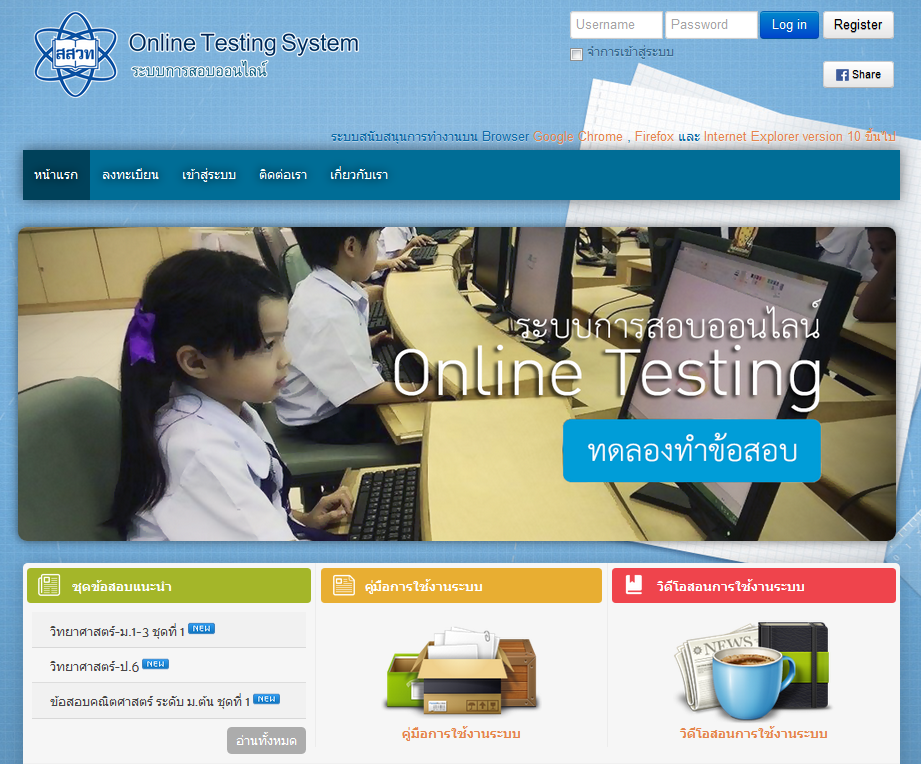 สสวท
Online Testing System
ระบบการสอบออนไลน์
Username
Password
Log in
Register
จำการเข้าสู่ระบบ
Share
ระบบสนับสนุนการทำงานบน Browser Google Chrome , Firefox และ Internet Explorer version 10 ขึ้นไป
หน้าแรก
ลงทะเบียน
เข้าสู่ระบบ
ติดต่อเรา
เกี่ยวกับเรา
ระบบการสอบออนไลน์
Online Testing
ทดลองทำข้อสอบ
ชุดข้อสอบแนะนำ
วิทยาศาสตร์-ม.1-3 ชุดที่ 1 NEW
วิทยาศาสตร์-ป.6 NEW
ข้อสอบคณิตศาสตร์ ระดับ ม.ต้น ชุดที่ 1 NEW
อ่านทั้งหมด
คู่มือการใช้งานระบบ
คู่มือการใช้งานระบบ
วิดีโอสอนการใช้งานระบบ
NEWS
วิดีโอสอนการใช้งานระบบ